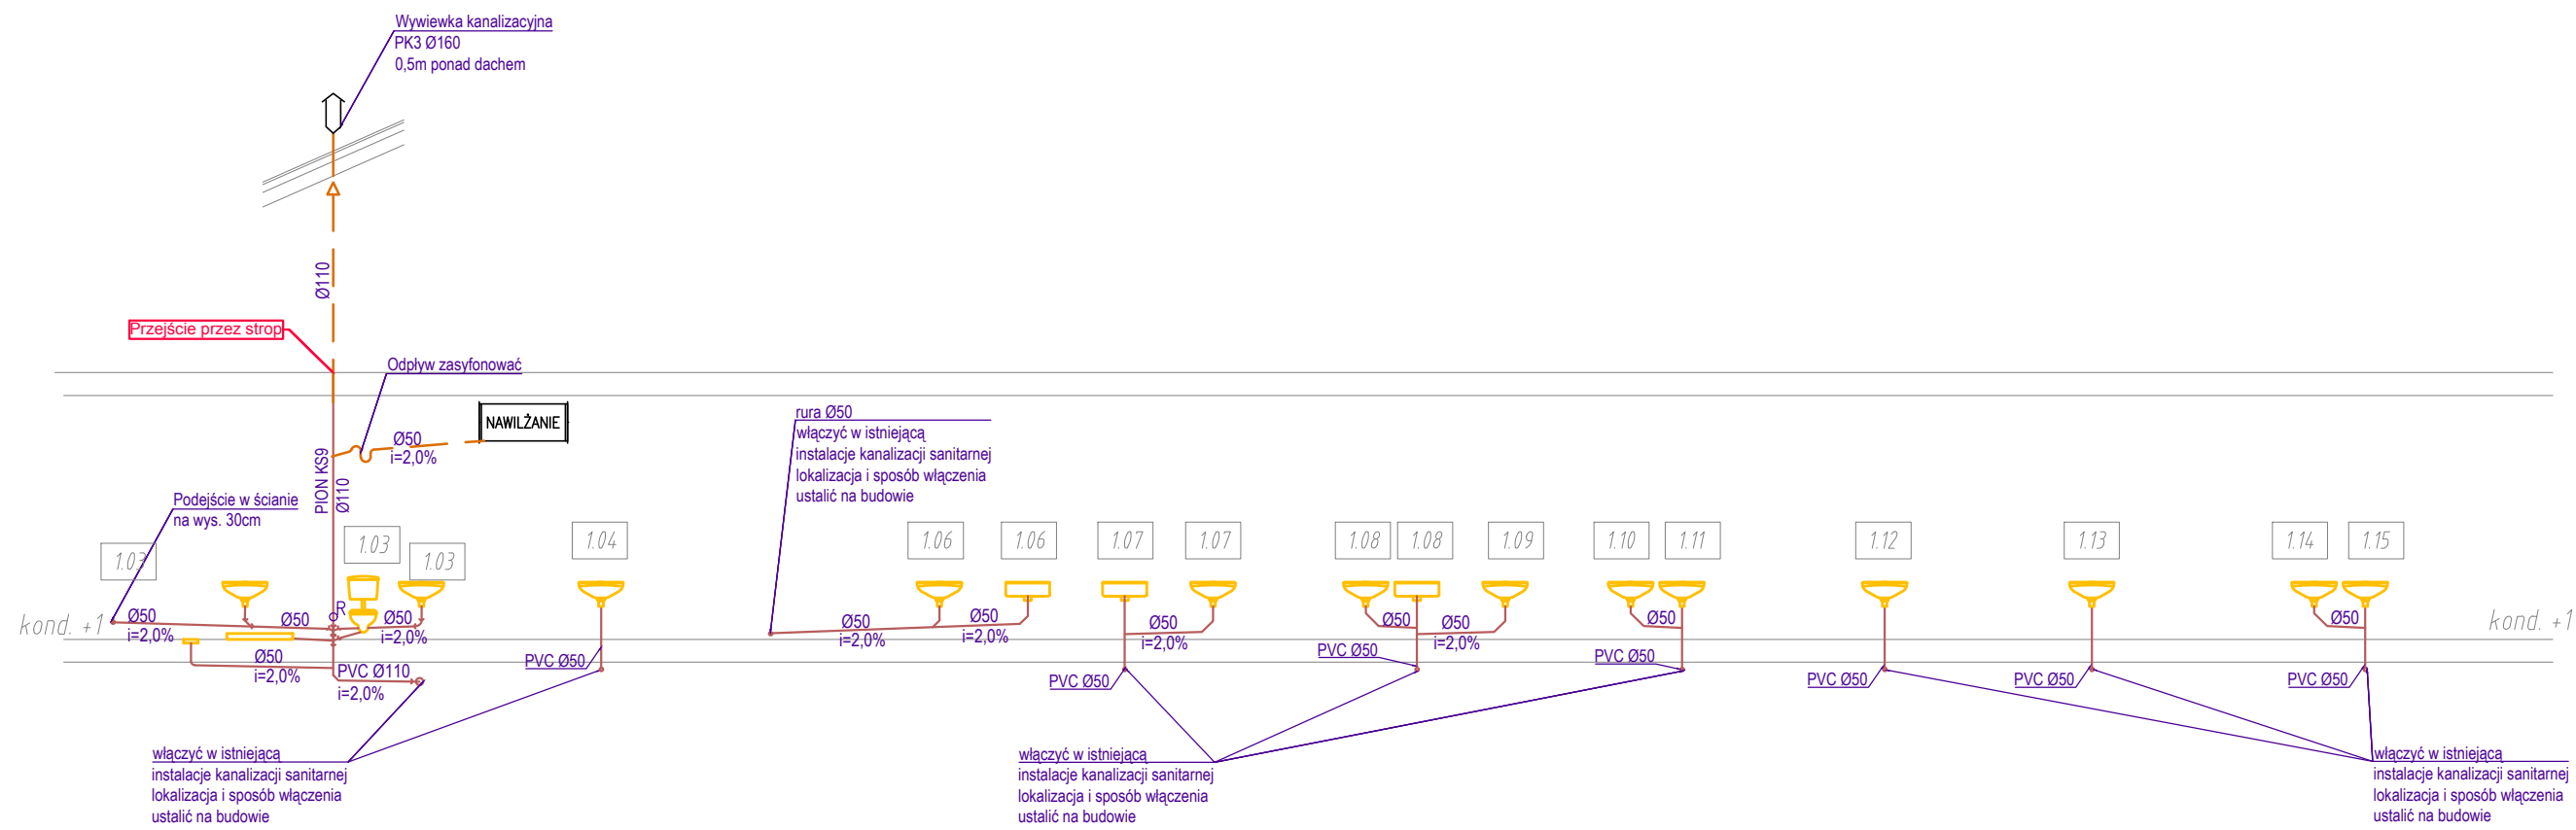 Wywiewka kanalizacyjna
PK3 Ø160
0,5m ponad dachem
Ø110
Przejście przez strop
Odpływ zasyfonować
NAWILŻANIE
Ø50
i=2,0%
PION KS9
Ø110
rura Ø50
włączyć w istniejącą
instalacje kanalizacji sanitarnej
lokalizacja i sposób włączenia
ustalić na budowie
Podejście w ścianie
na wys. 30cm
1.03
1.03
1.03
1.04
1.06
1.06
1.07
1.07
1.08
1.08
1.09
1.10
1.11
1.12
1.13
1.14
1.15
kond. +1
Ø50
i=2,0%
Ø50
R
Ø50
i=2,0%
Ø50
i=2,0%
PVC Ø110
i=2,0%
PVC Ø50
Ø50
i=2,0%
Ø50
i=2,0%
Ø50
i=2,0%
PVC Ø50
Ø50
PVC Ø50
Ø50
i=2,0%
Ø50
PVC Ø50
PVC Ø50
PVC Ø50
Ø50
PVC Ø50
kond. +1
włączyć w istniejącą
instalacje kanalizacji sanitarnej
lokalizacja i sposób włączenia
ustalić na budowie
włączyć w istniejącą
instalacje kanalizacji sanitarnej
lokalizacja i sposób włączenia
ustalić na budowie
włączyć w istniejącą
instalacje kanalizacji sanitarnej
lokalizacja i sposób włączenia
ustalić na budowie